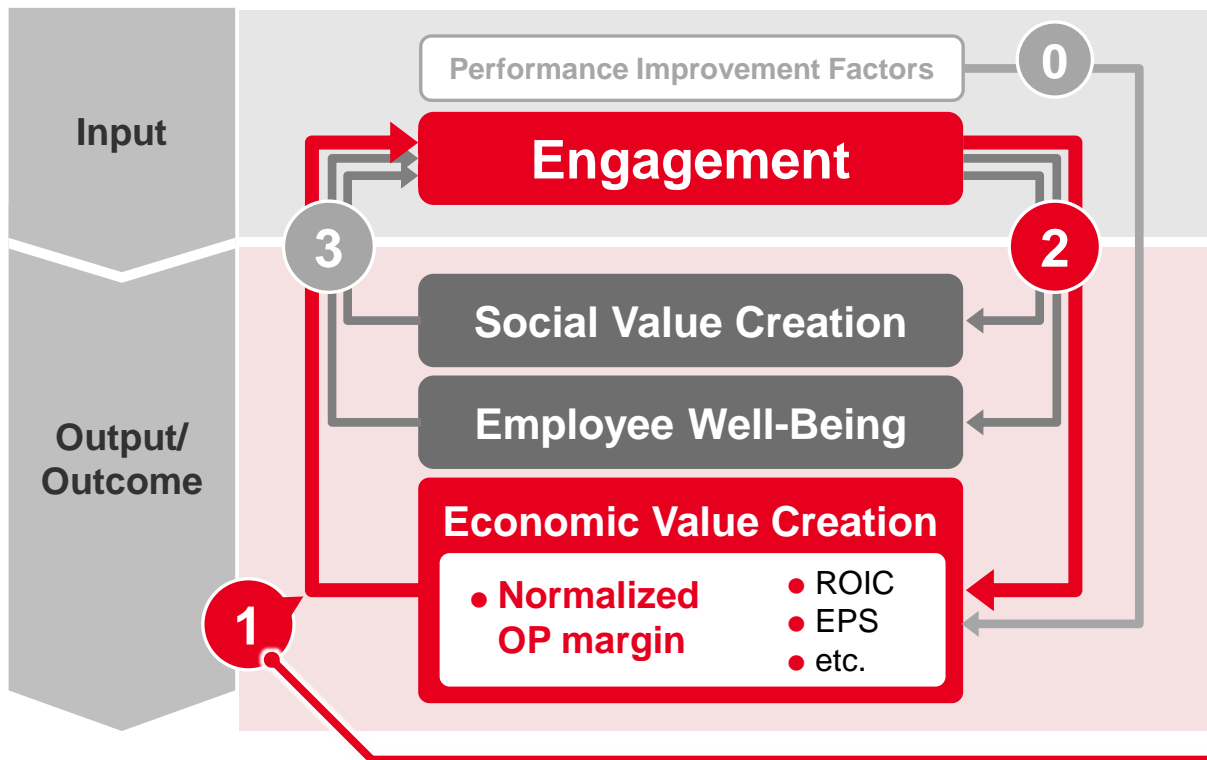 Performance Improvement Factors
0
Input
Engagement
3
2
Social Value Creation
Employee Well-Being
Output/
Outcome
Economic Value Creation
● Normalized
OP margin
● ROIC
● EPS
● etc.
1